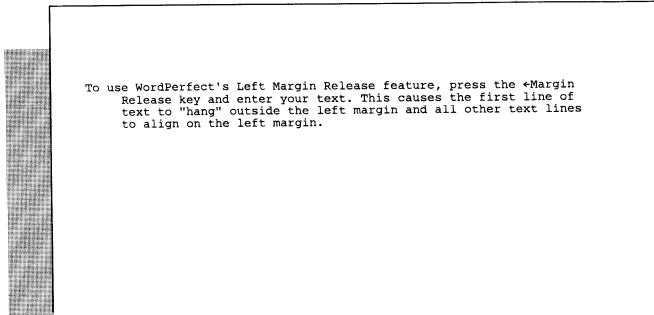 To use WordPerfect's Left Margin Release feature, press the ←Margin
Release key and enter your text. This causes the first line of
text to "hang" outside the left margin and all other text lines
to align on the left margin.